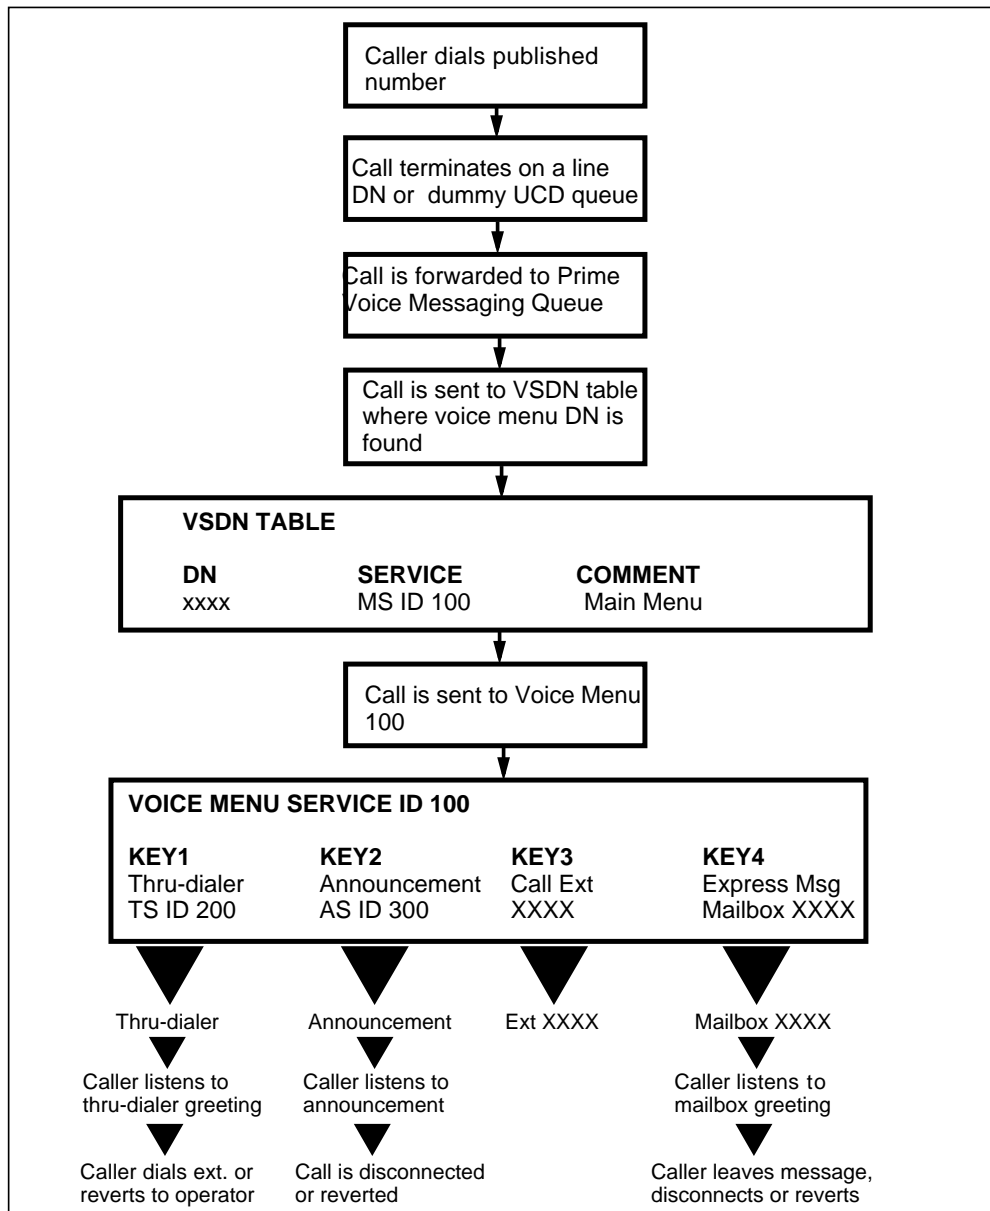 Caller dials published
number
Call terminates on a line
DN or dummy UCD queue
Call is forwarded to Prime
Voice Messaging Queue
Call is sent to VSDN table
where voice menu DN is
found
VSDN TABLE
DN SERVICE COMMENT
xxxx MS ID 100 Main Menu
Call is sent to Voice Menu
100
VOICE MENU SERVICE ID 100
KEY1 KEY2 KEY3 KEY4
Thru-dialer Announcement Call Ext Express Msg
TS ID 200 AS ID 300 XXXX Mailbox XXXX
Thru-dialer Announcement Ext XXXX Mailbox XXXX
Caller listens to Caller listens to Caller listens to
thru-dialer greeting announcement mailbox greeting
Caller dials ext. or Call is disconnected Caller leaves message,
reverts to operator or reverted disconnects or reverts